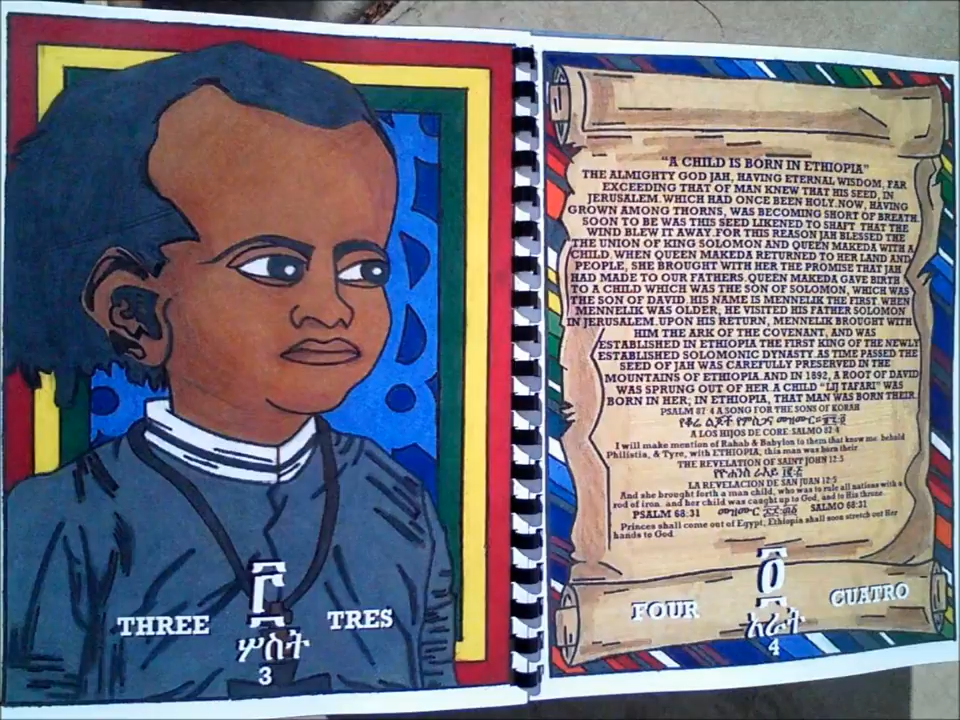 THREE ፫ TRES
ሦስት
3
"A CHILD IS BORN IN ETHIOPIA"
THE ALMIGHTY GOD JAH, HAVING ETERNAL WISDOM, FAR
EXCEEDING THAT OF MAN KNEW THAT HIS SEED, IN
JERUSALEM. WHICH HAD ONCE BEEN HOLY. NOW, HAVING
GROWN AMONG THORNS, WAS BECOMING SHORT OF BREATH.
SOON TO BE WAS THIS SEED LIKENED TO SHAFT THAT THE
WIND BLEW IT AWAY. FOR THIS REASON JAH BLESSED THE
THE UNION OF KING SOLOMON AND QUEEN MAKEDA WITH A
CHILD. WHEN QUEEN MAKEDA RETURNED TO HER LAND AND
PEOPLE, SHE BROUGHT WITH HER THE PROMISE THAT JAH
HAD MADE TO OUR FATHERS. QUEEN MAKEDA GAVE BIRTH
TO A CHILD WHICH WAS THE SON OF SOLOMON, WHICH WAS
THE SON OF DAVID. HIS NAME IS MENNELIK THE FIRST. WHEN
MENNELIK WAS OLDER, HE VISITED HIS FATHER SOLOMON
IN JERUSALEM. UPON HIS RETURN, MENNELIK BROUGHT WITH
HIM THE ARK OF THE COVENANT, AND WAS
ESTABLISHED IN ETHIOPIA THE FIRST KING OF THE NEWLY
ESTABLISHED SOLOMONIC DYNASTY. AS TIME PASSED THE
SEED OF JAH WAS CAREFULLY PRESERVED IN THE
MOUNTAINS OF ETHIOPIA. AND IN 1892, A ROOT OF DAVID
WAS SPRUNG OUT OF HER A CHILD "LIJ TAFARI" WAS
BORN IN HER; IN ETHIOPIA, THAT MAN WAS BORN THEIR.
PSALM 87:4 A SONG FOR THE SONS OF KORAH
የቆሬ ልጆች የምስጋና መዝሙር።
A LOS HIJOS DE CORE. SALMO 87:4
I will make mention of Rahab & Babylon to them that know me, behold
Philistia, & Tyre, with ETHIOPIA; this man was born their
THE REVELATION OF SAINT JOHN 12:5
የዮሐንስ ራእይ ፲፪፥፭
LA REVELACION DE SAN JUAN 12:5
And she brought forth a man child, who was to rule all nations with a
rod of iron. and her child was caught up to God, and to His throne.
PSALM 68:31 መዝሙር SALMO 68:31
Princes shall come out of Egypt; Ethiopia shall soon stretch out Her
hands to God.
FOUR ፬ CUATRO
አራት
4